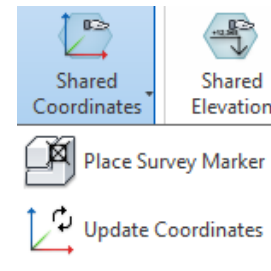 Shared
Coordinates
Shared
Elevation
Place Survey Marker
Update Coordinates